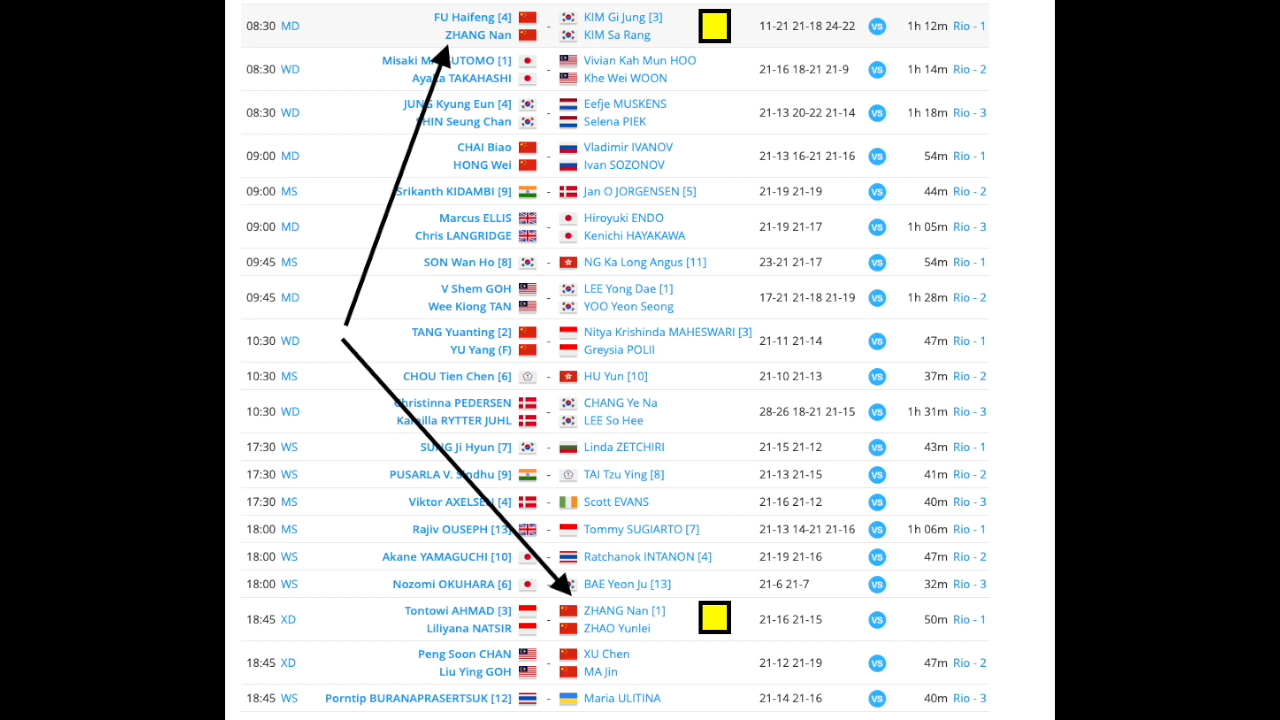 08:30 MD FU Haifeng [4] - KIM Gi Jung [3] 11-21 21-18 24-22 VS 1h 12m Rio - 1
ZHANG Nan KIM Sa Rang
08:30 WD Misaki MATSUTOMO [1] - Vivian Kah Mun HOO 21-16 18-21 21-9 VS 1h 14m Rio - 2
Ayaka TAKAHASHI Khe Wei WOON
08:30 WD JUNG Kyung Eun [4] - Eefje MUSKENS 21-13 20-22 21-14 VS 1h 18m Rio - 3
SHIN Seung Chan Selena PIEK
09:00 MD CHAI Biao - Vladimir IVANOV 21-13 16-21 21-16 VS 54m Rio - 1
HONG Wei Ivan SOZONOV
09:00 MS Srikanth KIDAMBI [9] - Jan O JORGENSEN [5] 21-19 21-19 VS 44m Rio - 2
09:00 MD Marcus ELLIS - Hiroyuki ENDO 21-19 21-17 VS 1h 05m Rio - 3
Chris LANGRIDGE Kenichi HAYAKAWA
09:45 MS SON Wan Ho [8] - NG Ka Long Angus [11] 23-21 21-17 VS 54m Rio - 1
09:45 MD V Shem GOH - LEE Yong Dae [1] 17-21 21-18 21-19 VS 1h 28m Rio - 2
Wee Kiong TAN YOO Yeon Seong
10:30 WD TANG Yuanting [2] - Nitya Krishinda MAHESWARI [3] 21-11 21-14 VS 47m Rio - 1
YU Yang (F) Greysia POLII
10:30 MS CHOU Tien Chen [6] - HU Yun [10] 21-10 21-13 VS 37m Rio - 2
10:30 WD Christinna PEDERSEN - CHANG Ye Na 28-26 18-21 21-15 VS 1h 31m Rio - 3
Kamilla RYTTER JUHL LEE So Hee
17:30 WS SUNG Ji Hyun [7] - Linda ZETCHIRI 21-15 21-12 VS 43m Rio - 1
17:30 WS PUSARLA V. Sindhu [9] - TAI Tzu Ying [8] 21-13 21-15 VS 41m Rio - 2
17:30 MS Viktor AXELSEN [4] - Scott EVANS 21-16 21-12 VS 40m Rio - 3
18:00 MS Rajiv OUSEPH [13] - Tommy SUGIARTO [7] 21-13 14-21 21-16 VS 1h 06m Rio - 1
18:00 WS Akane YAMAGUCHI [10] - Ratchanok INTANON [4] 21-19 21-16 VS 47m Rio - 2
18:00 WS Nozomi OKUHARA [6] - BAE Yeon Ju [13] 21-6 21-7 VS 32m Rio - 3
XD Tontowi AHMAD [3] - ZHANG Nan [1] 21-16 21-15 VS 50m Rio - 1
Liliyana NATSIR ZHAO Yunlei
XD Peng Soon CHAN - XU Chen 21-12 21-19 VS 47m Rio - 2
Liu Ying GOH MA Jin
18:45 WS Porntip BURANAPRASERTSUK [12] - Maria ULITINA 21-14 VS 40m Rio - 3